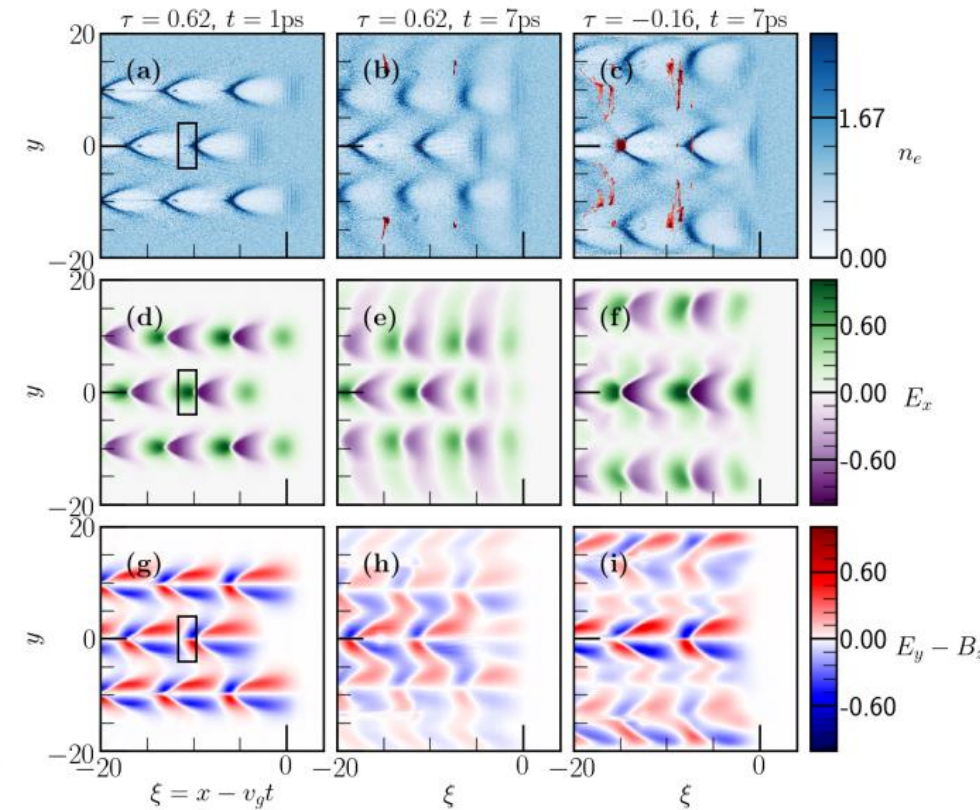 τ = 0.62, t = 1ps τ = 0.62, t = 7ps τ = −0.16, t = 7ps
20 (a) (b) (c)
y 0 1.67 n_e
−20 0.00
20 (d) (e) (f)
0.60
y 0 0.00 E_x
-0.60
−20
20 (g) (h) (i)
0.60
y 0 0.00 E_y − B_z
-0.60
−20
−20 0 −20 0 −20 0
ξ = x − v_g t ξ ξ